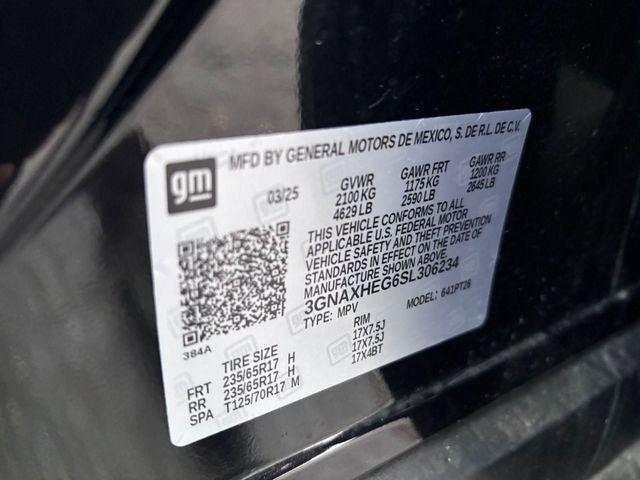 MFD BY GENERAL MOTORS DE MEXICO, S. DE R.L. DE C.V.
gm
03/25
GVWR GAWR FRT GAWR RR
2100 KG 1175 KG 1200 KG
4629 LB 2590 LB 2645 LB
THIS VEHICLE CONFORMS TO ALL
APPLICABLE U.S. FEDERAL MOTOR
VEHICLE SAFETY AND THEFT PREVENTION
STANDARDS IN EFFECT ON THE DATE OF
MANUFACTURE SHOWN ABOVE.
3GNAXHEG6SL306234
TYPE: MPV MODEL: 641PT26
384A
TIRE SIZE RIM
FRT 235/65R17 H 17X7.5J
RR 235/65R17 H 17X7.5J
SPA T125/70R17 M 17X4BT